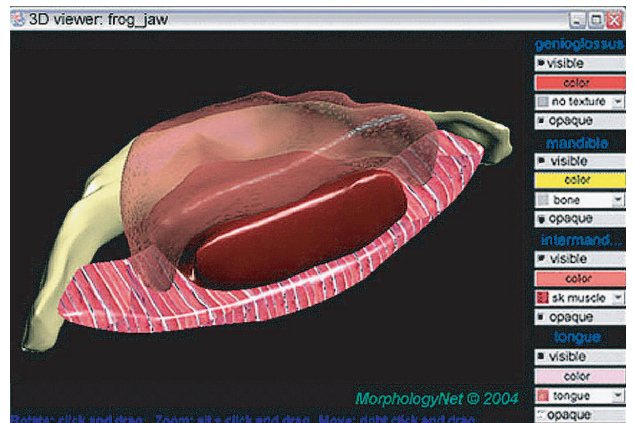 3D viewer: frog_jaw
genioglossus
visible
color
no texture
opaque
mandible
visible
color
bone
opaque
intermand...
visible
color
sk muscle
opaque
tongue
visible
color
tongue
opaque
MorphologyNet © 2004
Rotate: click and drag Zoom: alt + click and drag Move: right click and drag